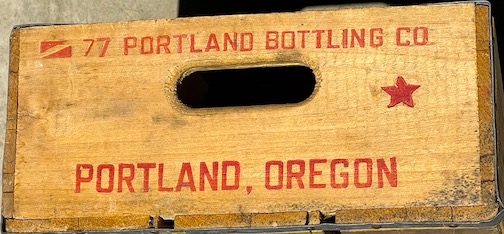 77 PORTLAND BOTTLING CO.
PORTLAND, OREGON